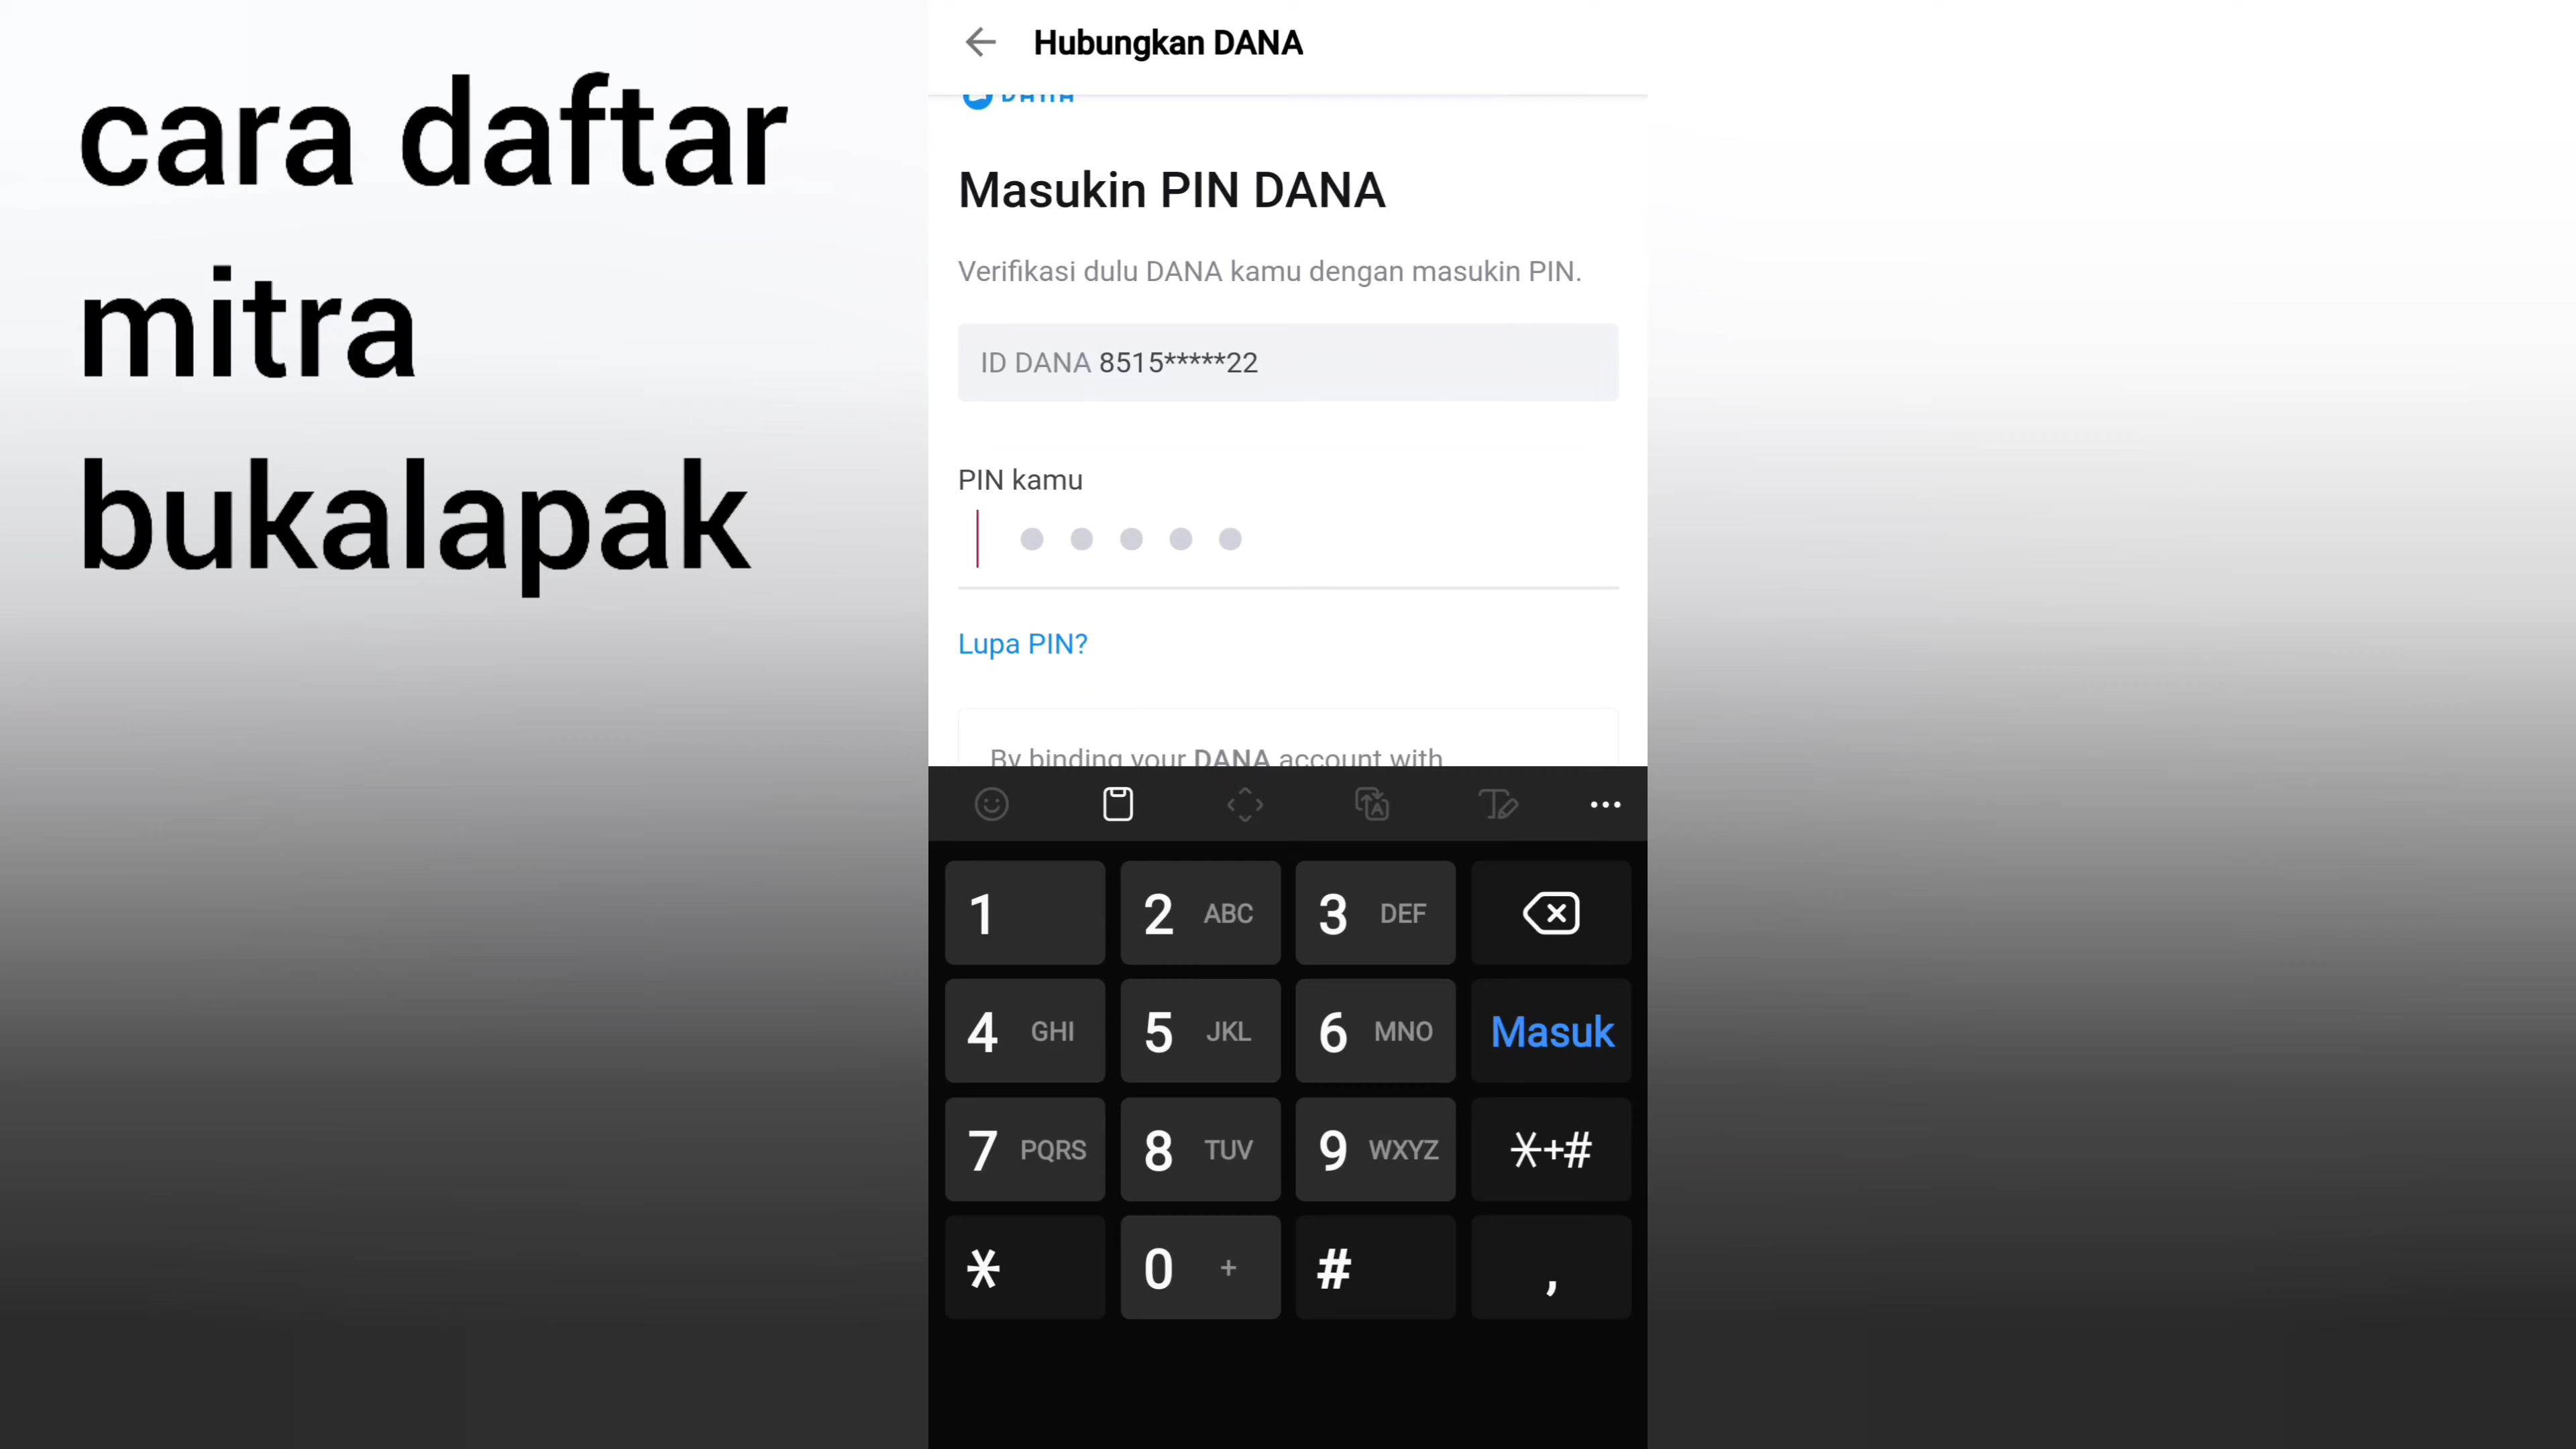 cara daftar
mitra
bukalapak
Hubungkan DANA
DANA
Masukin PIN DANA
Verifikasi dulu DANA kamu dengan masukin PIN.
ID DANA 8515*****22
PIN kamu
Lupa PIN?
By binding your DANA account with
1
2 ABC
3 DEF
4 GHI
5 JKL
6 MNO
Masuk
7 PQRS
8 TUV
9 WXYZ
*+#
*
0 +
#
,